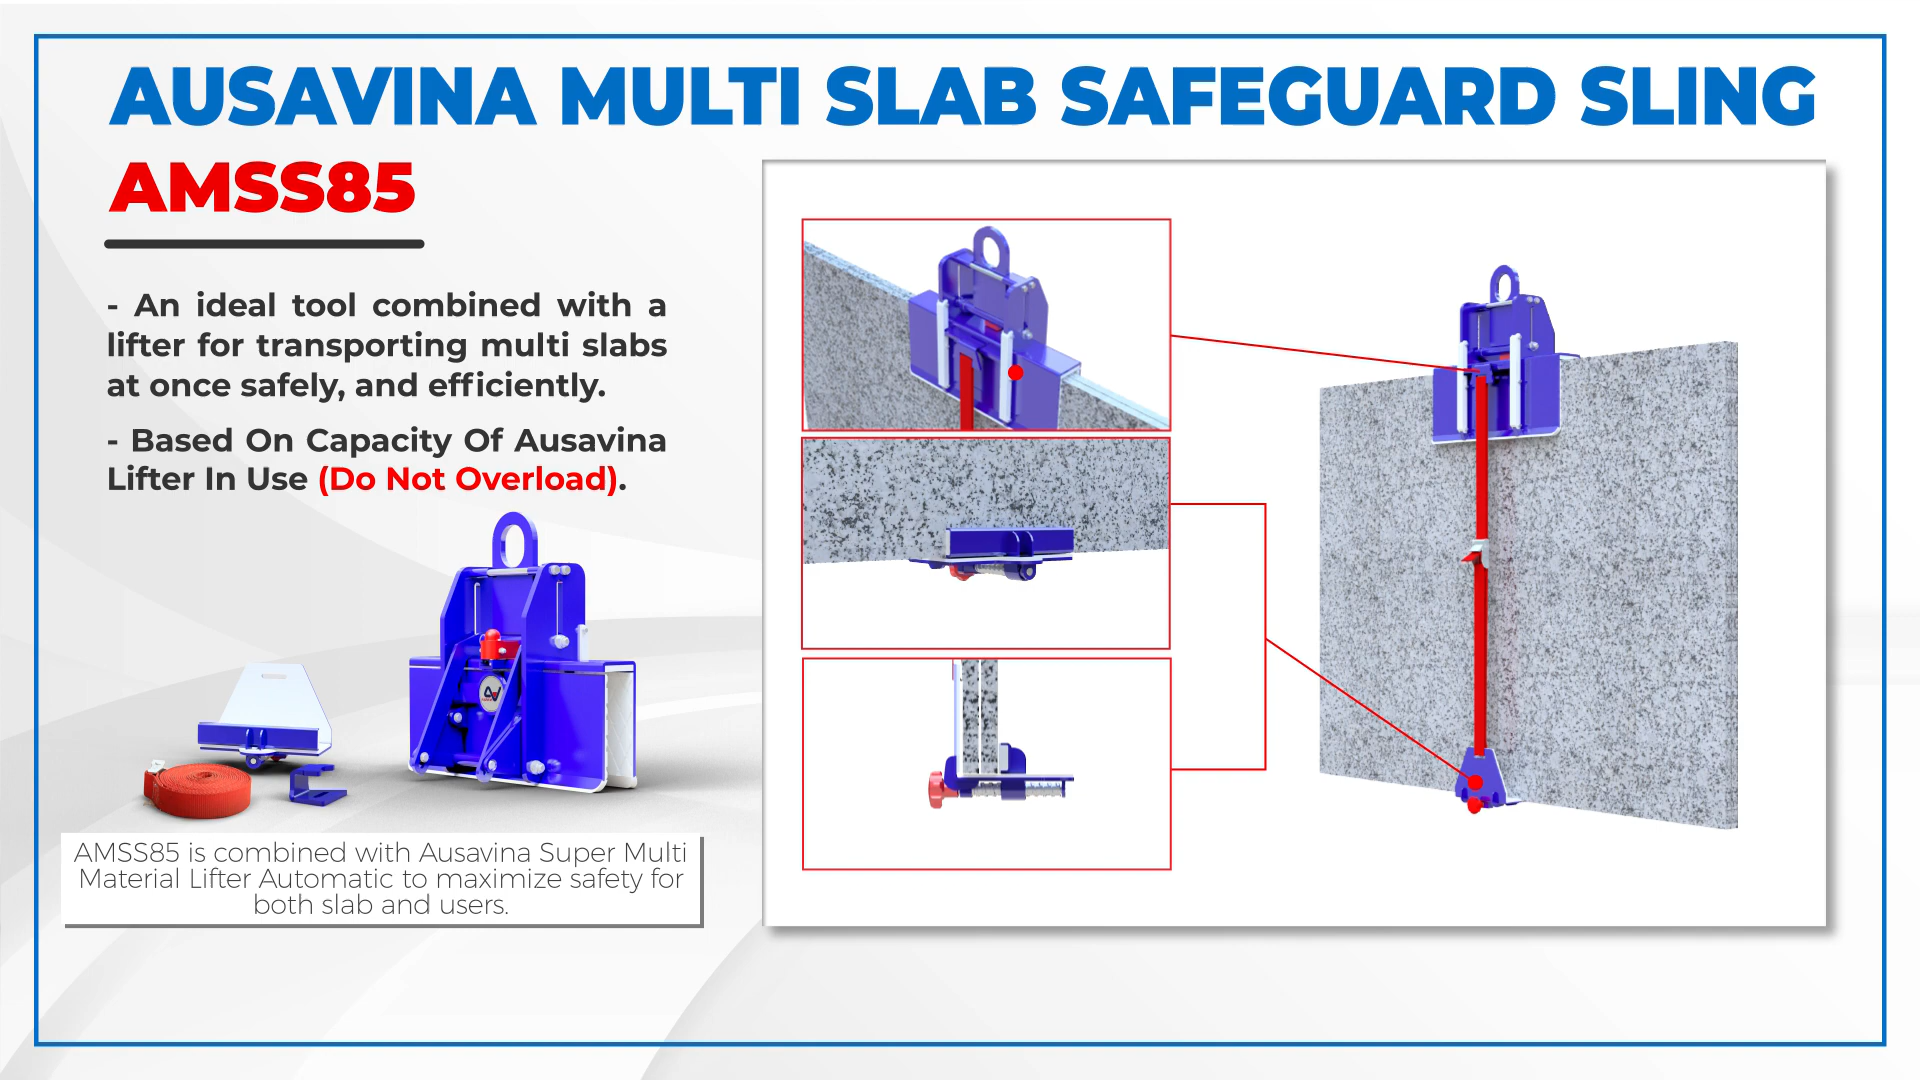 AUSAVINA MULTI SLAB SAFEGUARD SLING
AMSS85
- An ideal tool combined with a
lifter for transporting multi slabs
at once safely, and efficiently.
- Based On Capacity Of Ausavina
Lifter In Use (Do Not Overload).
AMSS85 is combined with Ausavina Super Multi
Material Lifter Automatic to maximize safety for
both slab and users.